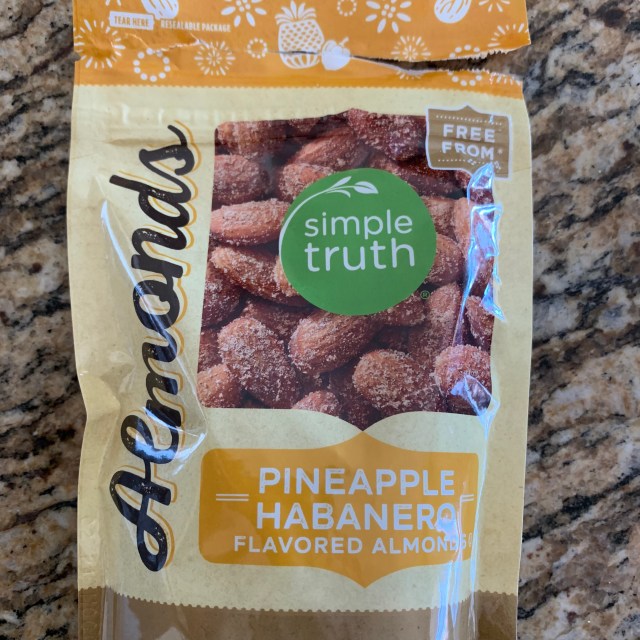 TEAR HERE RESEALABLE PACKAGE
FREE
FROM
Almonds
simple
truth
PINEAPPLE
HABANERO
FLAVORED ALMONDS